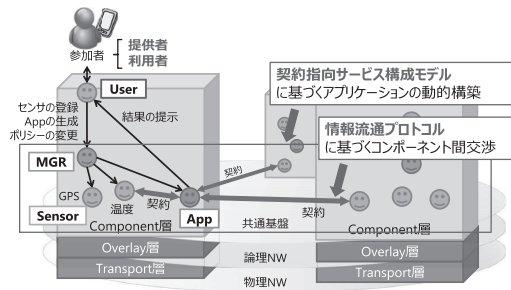 提供者
利用者
参加者
User
契約指向サービス構成モデル
に基づくアプリケーションの動的構築
センサの登録
Appの生成
ポリシーの変更
結果の提示
情報流通プロトコル
に基づくコンポーネント間交渉
MGR
契約
GPS
温度
契約
Sensor
App
契約
Component層
共通基盤
Component層
Overlay層
論理NW
Overlay層
Transport層
物理NW
Transport層